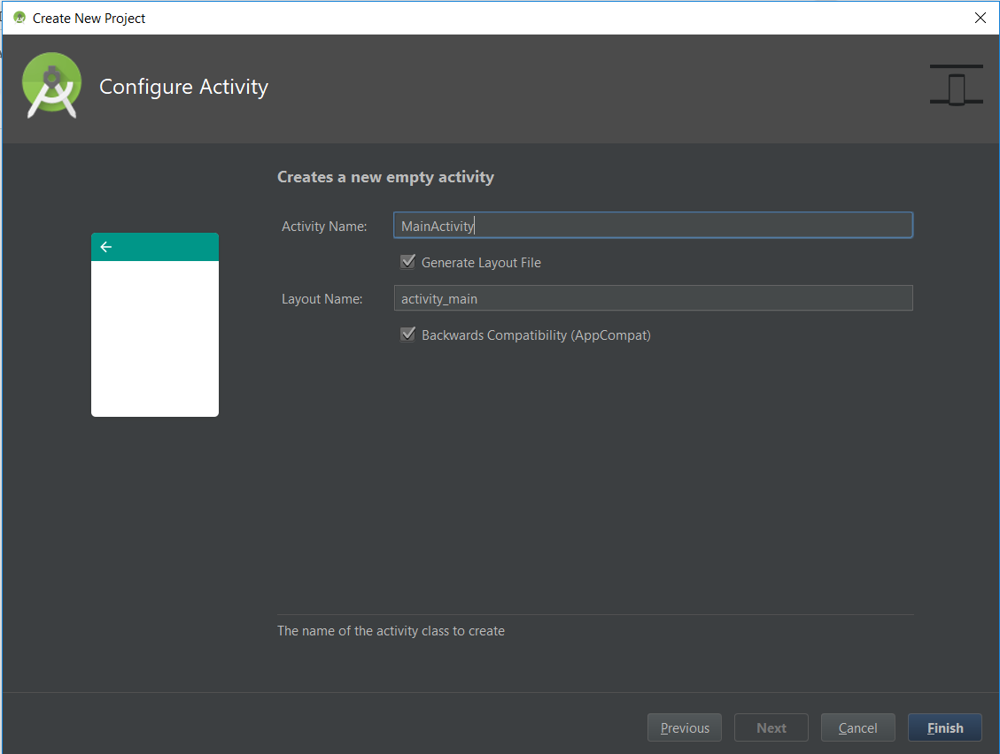 Create New Project
Configure Activity
Creates a new empty activity
Activity Name: MainActivity
Generate Layout File
Layout Name: activity_main
Backwards Compatibility (AppCompat)
The name of the activity class to create
Previous Next Cancel Finish